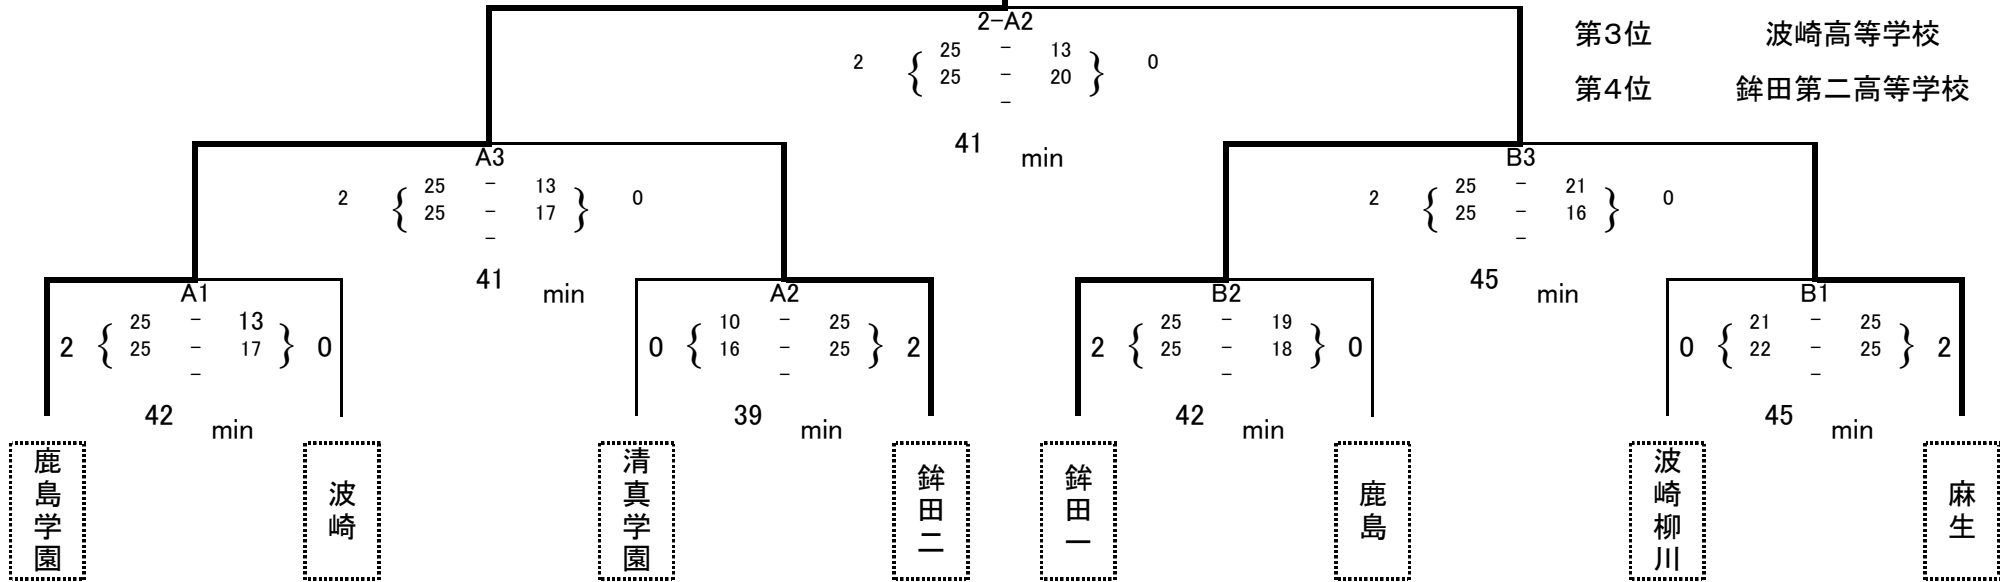 2-A2
2 { 25 - 13 } 0
25 - 20
-
41 min
第3位 波崎高等学校
第4位 鉾田第二高等学校
A3
2 { 25 - 13 } 0
25 - 17
-
41 min
B3
2 { 25 - 21 } 0
25 - 16
-
45 min
A1
2 { 25 - 13 } 0
25 - 17
-
42 min
A2
0 { 10 - 25 } 2
16 - 25
-
39 min
B2
2 { 25 - 19 } 0
25 - 18
-
42 min
B1
0 { 21 - 25 } 2
22 - 25
-
45 min
鹿島学園
波崎
清真学園
鉾田二
鉾田一
鹿島
波崎柳川
麻生